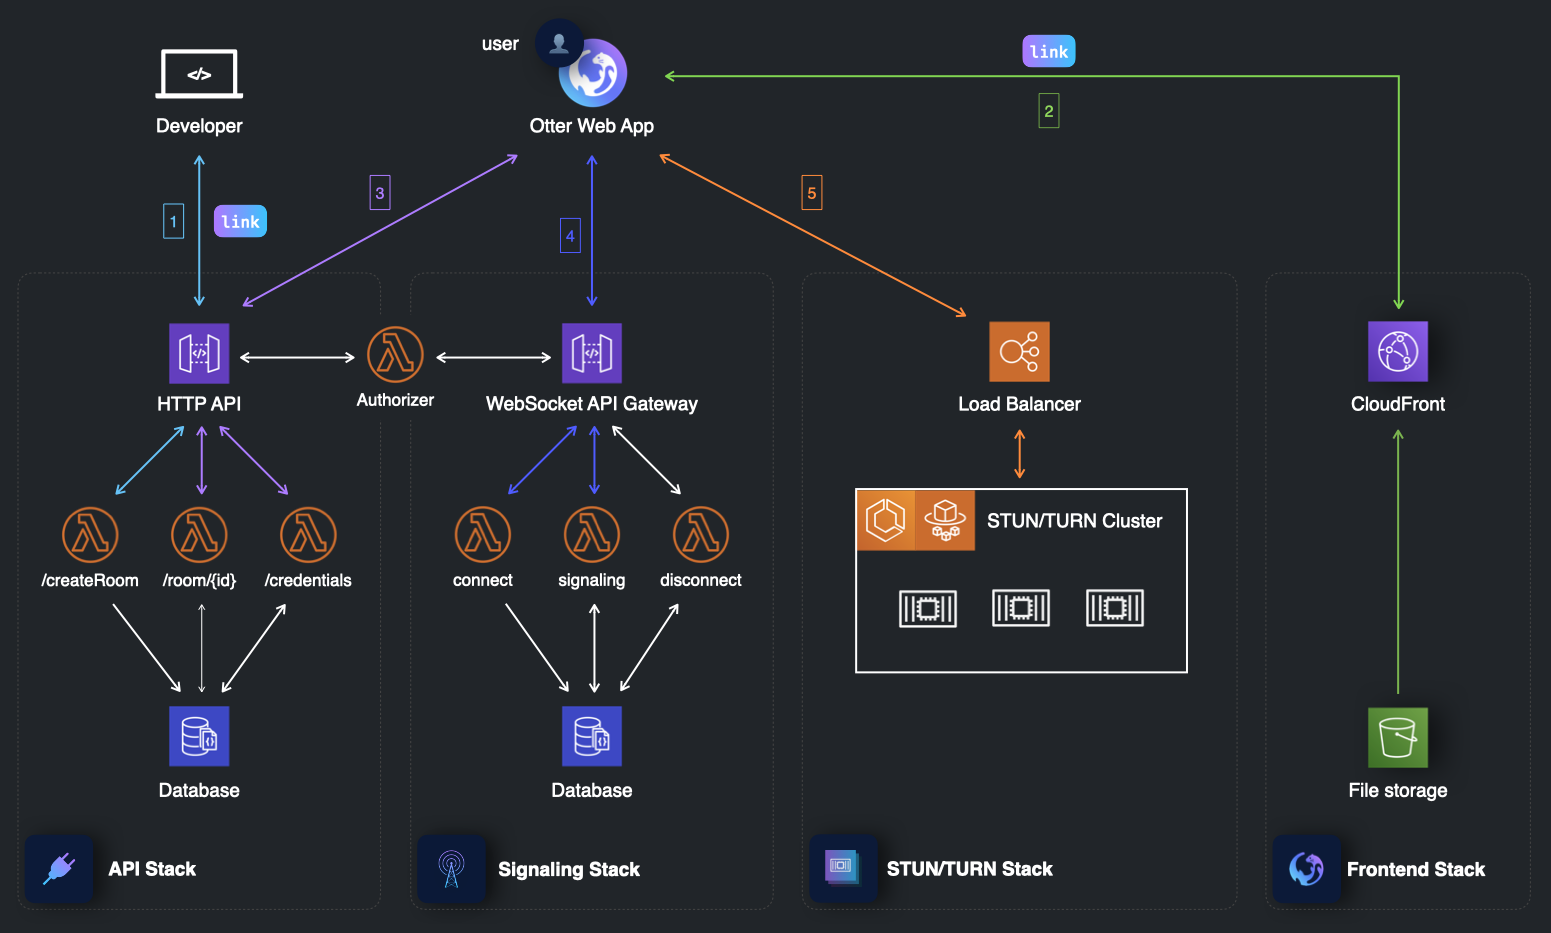 user
link
</>
Developer
Otter Web App
2
3
5
1
link
4
HTTP API
Authorizer
WebSocket API Gateway
Load Balancer
CloudFront
STUN/TURN Cluster
/createRoom
/room/{id}
/credentials
connect
signaling
disconnect
Database
Database
File storage
API Stack
Signaling Stack
STUN/TURN Stack
Frontend Stack